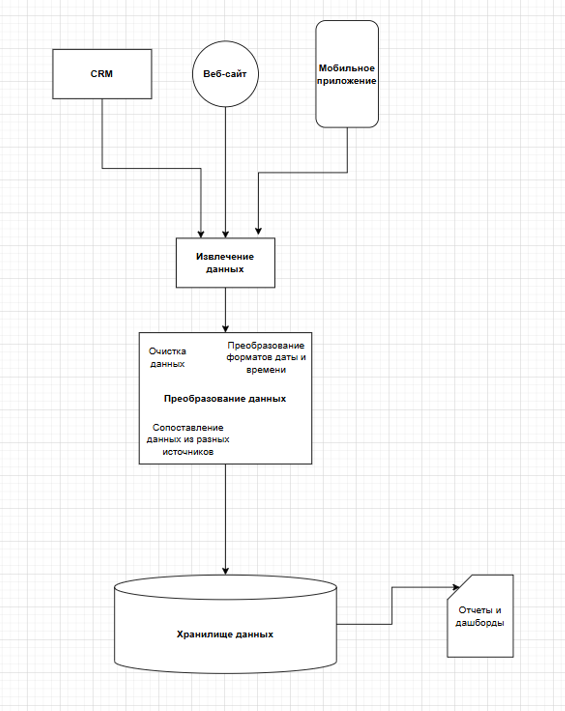 CRM
Веб-сайт
Мобильное
приложение
Извлечение
данных
Очистка
данных
Преобразование
форматов даты и
времени
Преобразование данных
Сопоставление
данных из разных
источников
Хранилище данных
Отчеты и
дашборды